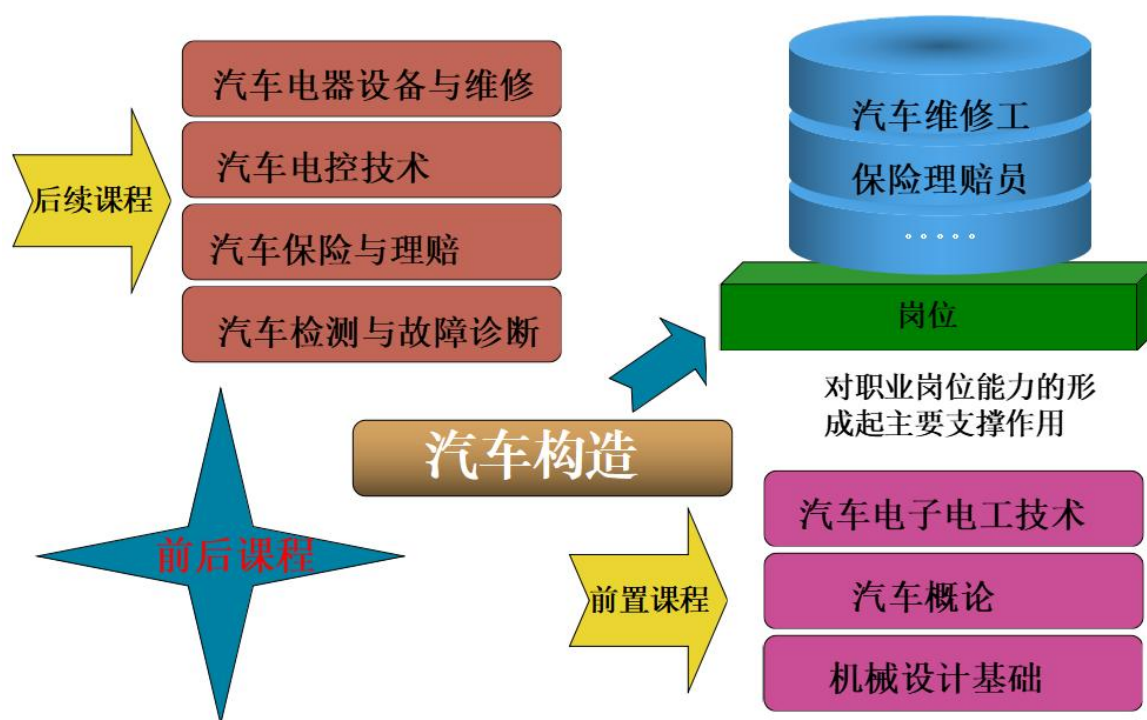 汽车电器设备与维修
汽车电控技术
后续课程
汽车保险与理赔
汽车检测与故障诊断
汽车维修工
保险理赔员
。。。。。
岗位
对职业岗位能力的形
成起主要支撑作用
汽车构造
前后课程
前置课程
汽车电子电工技术
汽车概论
机械设计基础